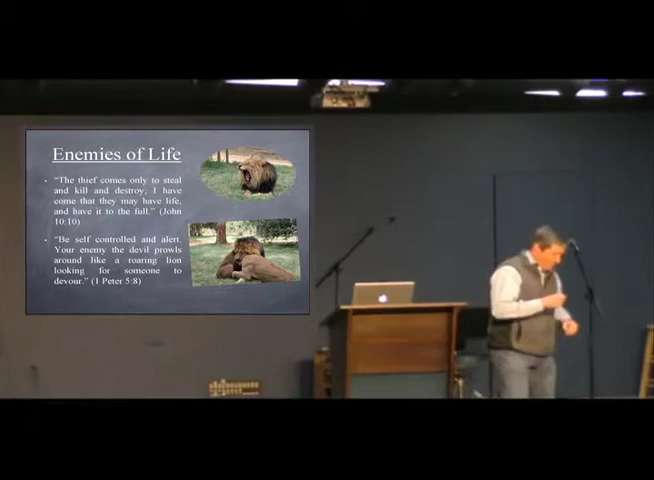 Enemies of Life
"The thief comes only to steal
and kill and destroy; I have
come that they may have life,
and have it to the full." (John
10:10)
"Be self controlled and alert.
Your enemy the devil prowls
around like a roaring lion
looking for someone to
devour." (1 Peter 5:8)